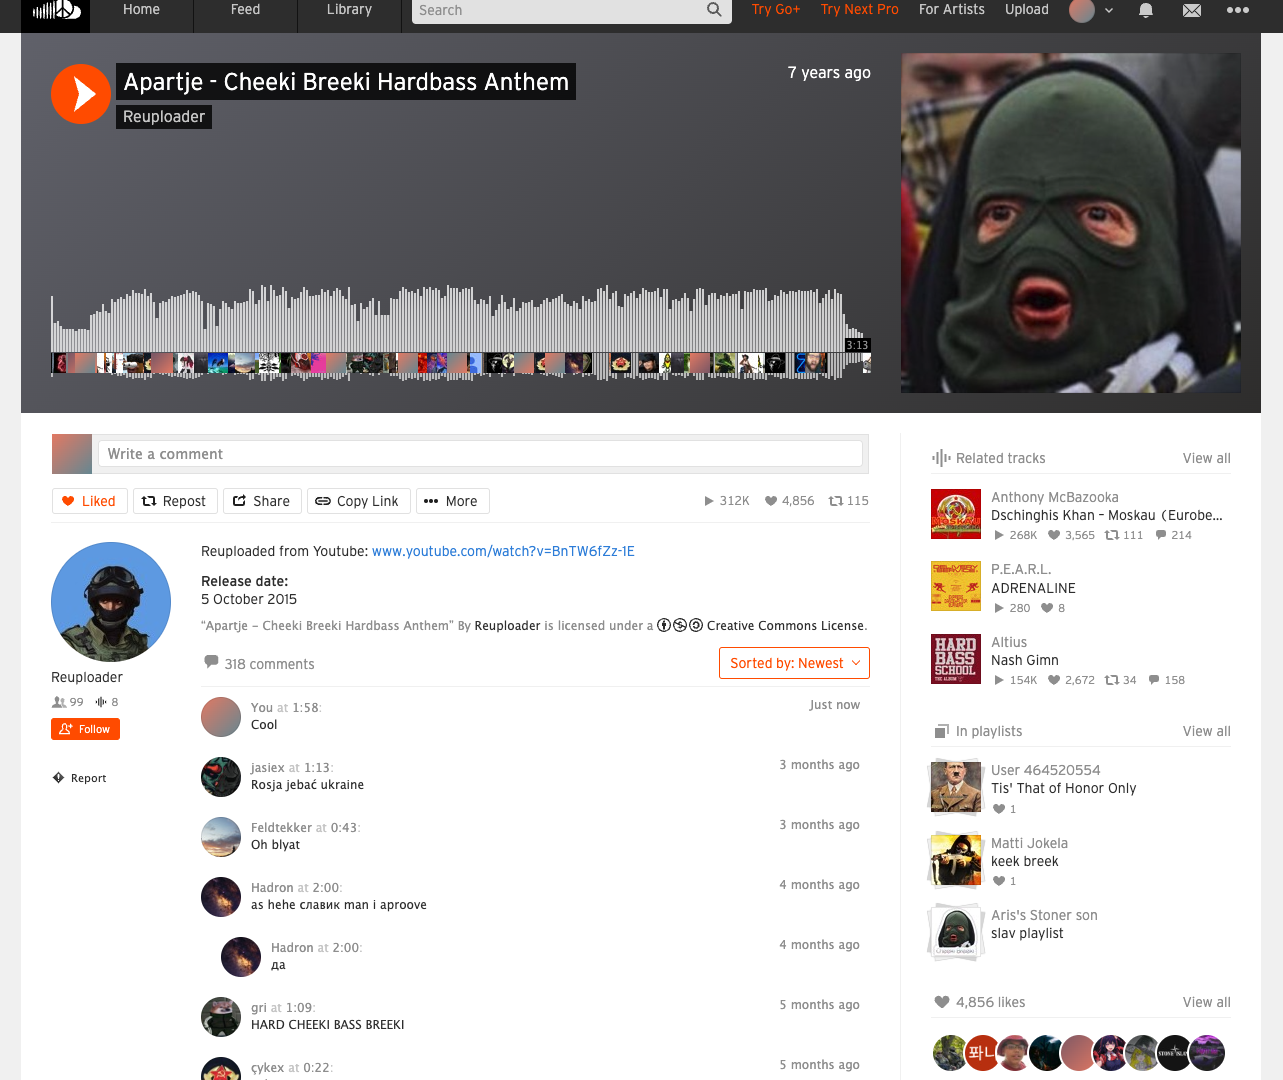 Home
Feed
Library
Search
Try Go+
Try Next Pro
For Artists
Upload
Apartje - Cheeki Breeki Hardbass Anthem
Reuploader
7 years ago
3:13
Write a comment
Liked
Repost
Share
Copy Link
More
312K
4,856
115
Reuploaded from Youtube: www.youtube.com/watch?v=BnTW6fZz-1E
Release date:
5 October 2015
“Apartje – Cheeki Breeki Hardbass Anthem” By Reuploader is licensed under a Creative Commons License.
Reuploader
99 8
Follow
Report
318 comments
Sorted by: Newest
You at 1:58:
Just now
Cool
jasiex at 1:13:
3 months ago
Rosja jebać ukraine
Feldtekker at 0:43:
3 months ago
Oh blyat
Hadron at 2:00:
4 months ago
as hehe славик man i aproove
Hadron at 2:00:
4 months ago
да
gri at 1:09:
5 months ago
HARD CHEEKI BASS BREEKI
çykex at 0:22:
5 months ago
Related tracks
View all
Anthony McBazooka
Dschinghis Khan - Moskau (Eurobe...
268K 3,565 111 214
P.E.A.R.L.
ADRENALINE
280 8
HARD
BASS
SCHOOL
THE ALBUM
Altius
Nash Gimn
154K 2,672 34 158
In playlists
View all
User 464520554
Tis' That of Honor Only
1
Matti Jokela
keek breek
1
Aris's Stoner son
slav playlist
4,856 likes
View all